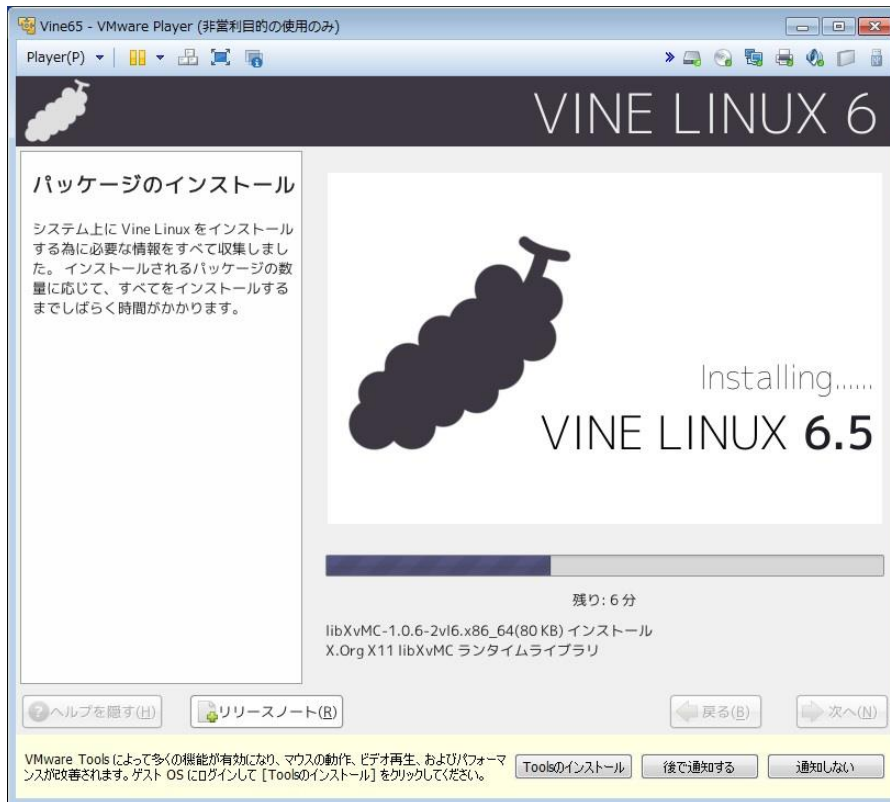 Vine65 - VMware Player (非営利目的の使用のみ)
Player(P)
VINE LINUX 6
パッケージのインストール
システム上に Vine Linux をインストール
する為に必要な情報をすべて収集しまし
た。 インストールされるパッケージの数
量に応じて、すべてをインストールする
までしばらく時間がかかります。
Installing......
VINE LINUX 6.5
残り: 6 分
libXvMC-1.0.6-2vl6.x86_64(80 KB) インストール
X.Org X11 libXvMC ランタイムライブラリ
ヘルプを隠す(H)
リリースノート(R)
戻る(B)
次へ(N)
VMware Tools によって多くの機能が有効になり、マウスの動作、ビデオ再生、およびパフォーマ
ンスが改善されます。ゲスト OS にログインして [Toolsのインストール] をクリックしてください。
Toolsのインストール
後で通知する
通知しない